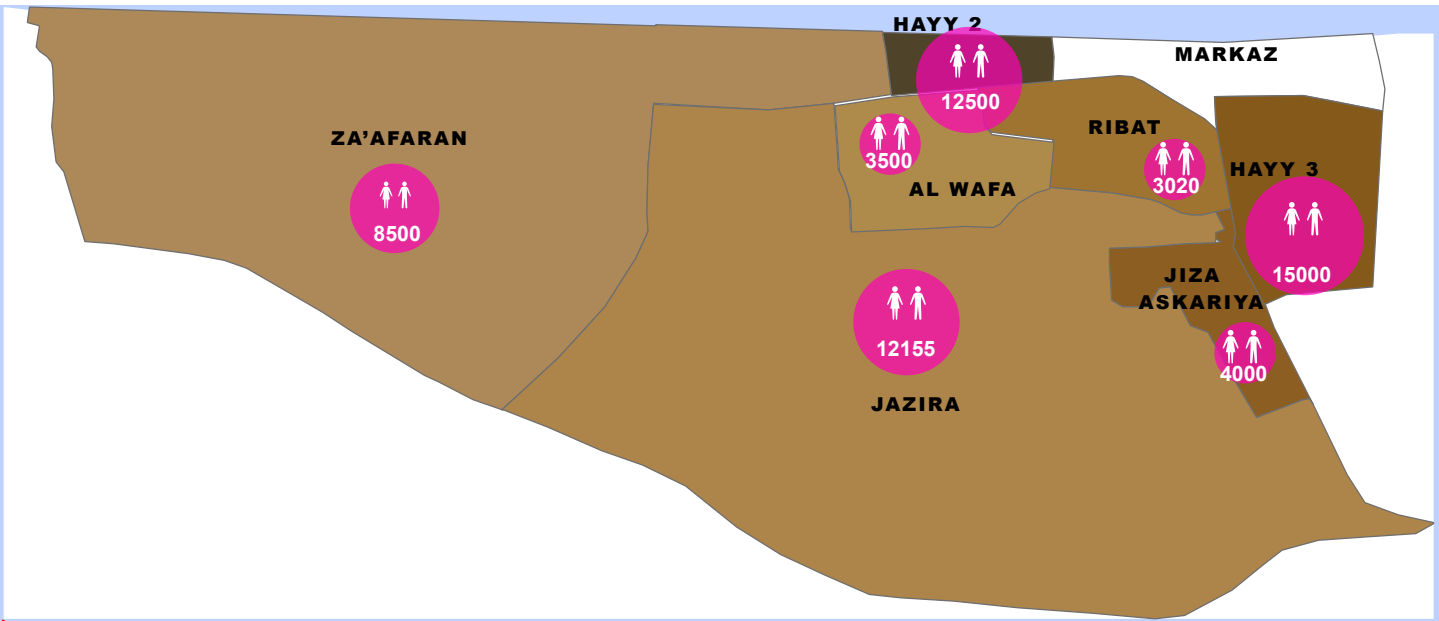 HAYY 2
MARKAZ
12500
ZA'AFARAN
RIBAT
3500
3020
HAYY 3
AL WAFA
8500
JIZA
ASKARIYA
15000
12155
4000
JAZIRA